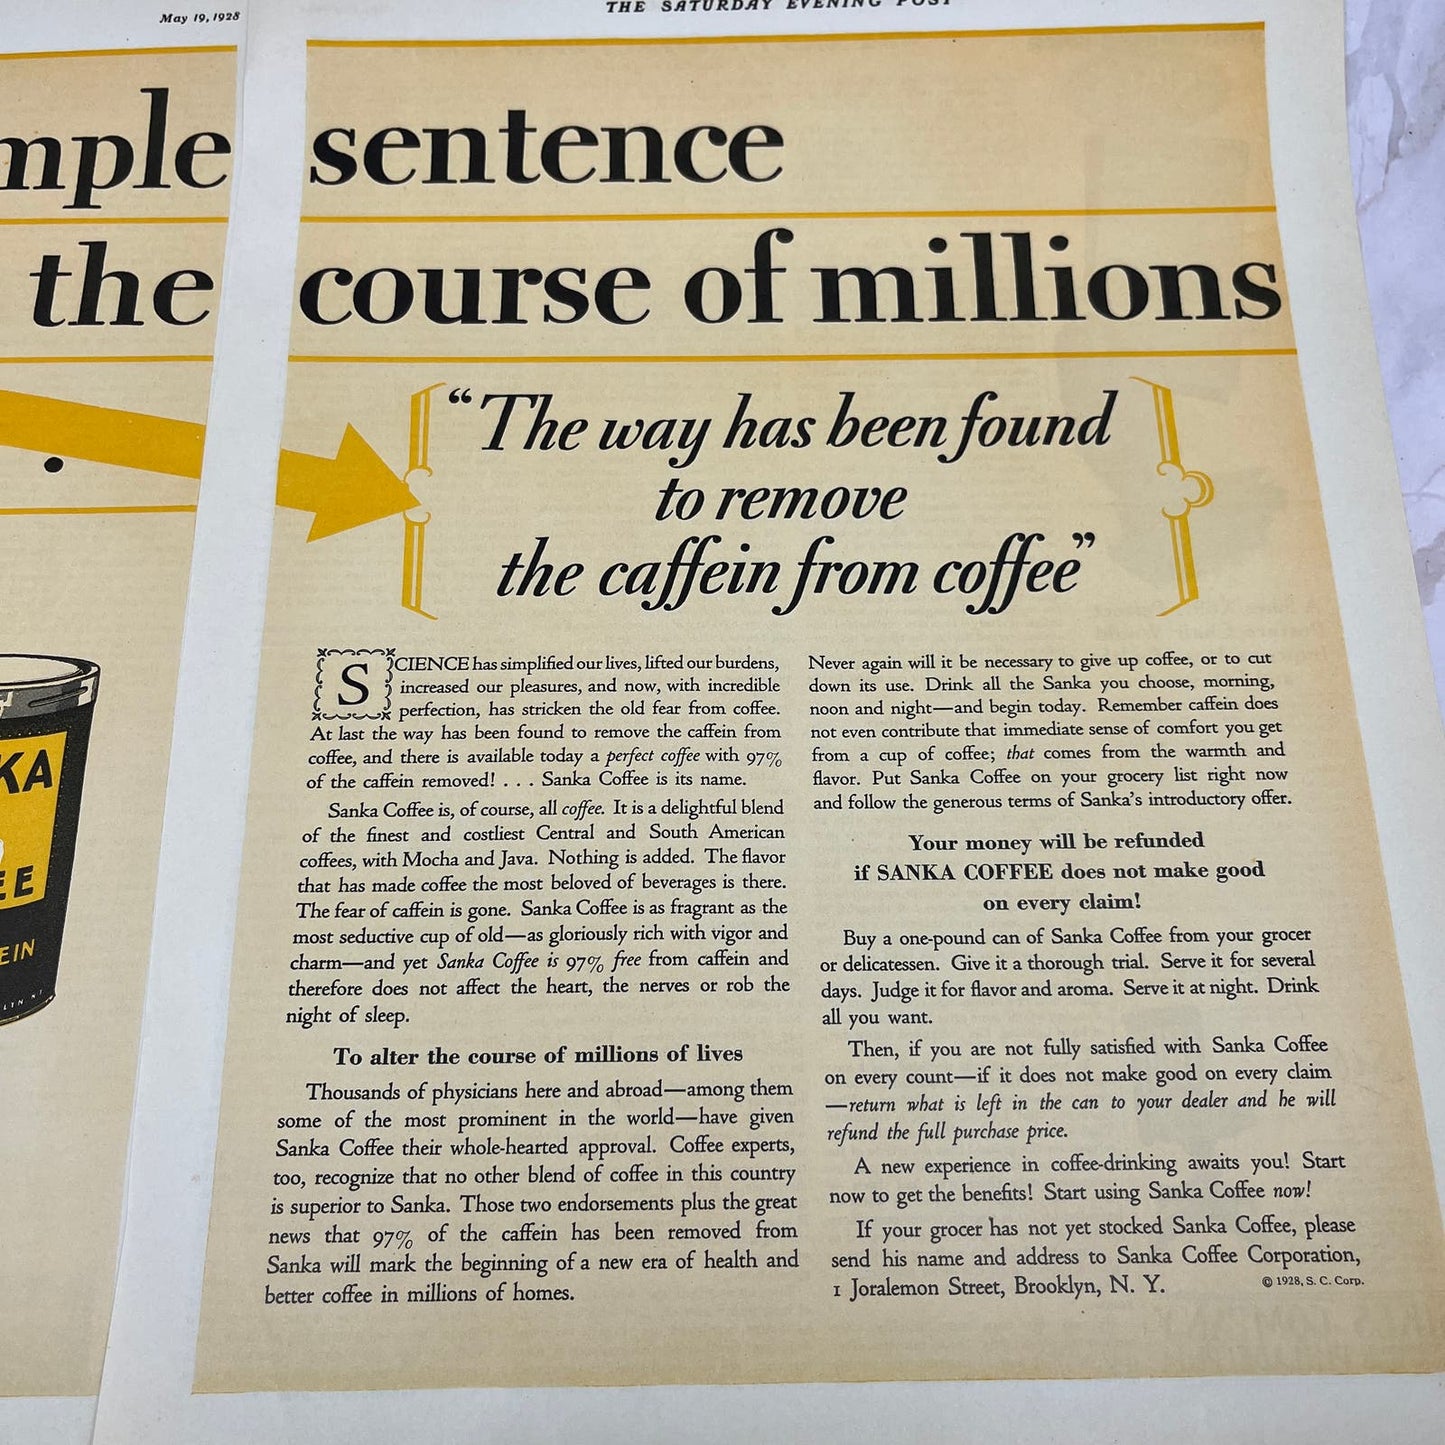 May 19, 1928
THE SATURDAY EVENING POST
mple sentence
the course of millions
.
“The way has been found
to remove
the caffein from coffee”
SCIENCE has simplified our lives, lifted our burdens,
increased our pleasures, and now, with incredible
perfection, has stricken the old fear from coffee.
At last the way has been found to remove the caffein from
coffee, and there is available today a perfect coffee with 97%
of the caffein removed! . . . Sanka Coffee is its name.
Sanka Coffee is, of course, all coffee. It is a delightful blend
of the finest and costliest Central and South American
coffees, with Mocha and Java. Nothing is added. The flavor
that has made coffee the most beloved of beverages is there.
The fear of caffein is gone. Sanka Coffee is as fragrant as the
most seductive cup of old—as gloriously rich with vigor and
charm—and yet Sanka Coffee is 97% free from caffein and
therefore does not affect the heart, the nerves or rob the
night of sleep.
To alter the course of millions of lives
Thousands of physicians here and abroad—among them
some of the most prominent in the world—have given
Sanka Coffee their whole-hearted approval. Coffee experts,
too, recognize that no other blend of coffee in this country
is superior to Sanka. Those two endorsements plus the great
news that 97% of the caffein has been removed from
Sanka will mark the beginning of a new era of health and
better coffee in millions of homes.
Never again will it be necessary to give up coffee, or to cut
down its use. Drink all the Sanka you choose, morning,
noon and night—and begin today. Remember caffein does
not even contribute that immediate sense of comfort you get
from a cup of coffee; that comes from the warmth and
flavor. Put Sanka Coffee on your grocery list right now
and follow the generous terms of Sanka’s introductory offer.
Your money will be refunded
if SANKA COFFEE does not make good
on every claim!
Buy a one-pound can of Sanka Coffee from your grocer
or delicatessen. Give it a thorough trial. Serve it for several
days. Judge it for flavor and aroma. Serve it at night. Drink
all you want.
Then, if you are not fully satisfied with Sanka Coffee
on every count—if it does not make good on every claim
—return what is left in the can to your dealer and he will
refund the full purchase price.
A new experience in coffee-drinking awaits you! Start
now to get the benefits! Start using Sanka Coffee now!
If your grocer has not yet stocked Sanka Coffee, please
send his name and address to Sanka Coffee Corporation,
1 Joralemon Street, Brooklyn, N. Y.
© 1928, S. C. Corp.
KA
EE
EIN